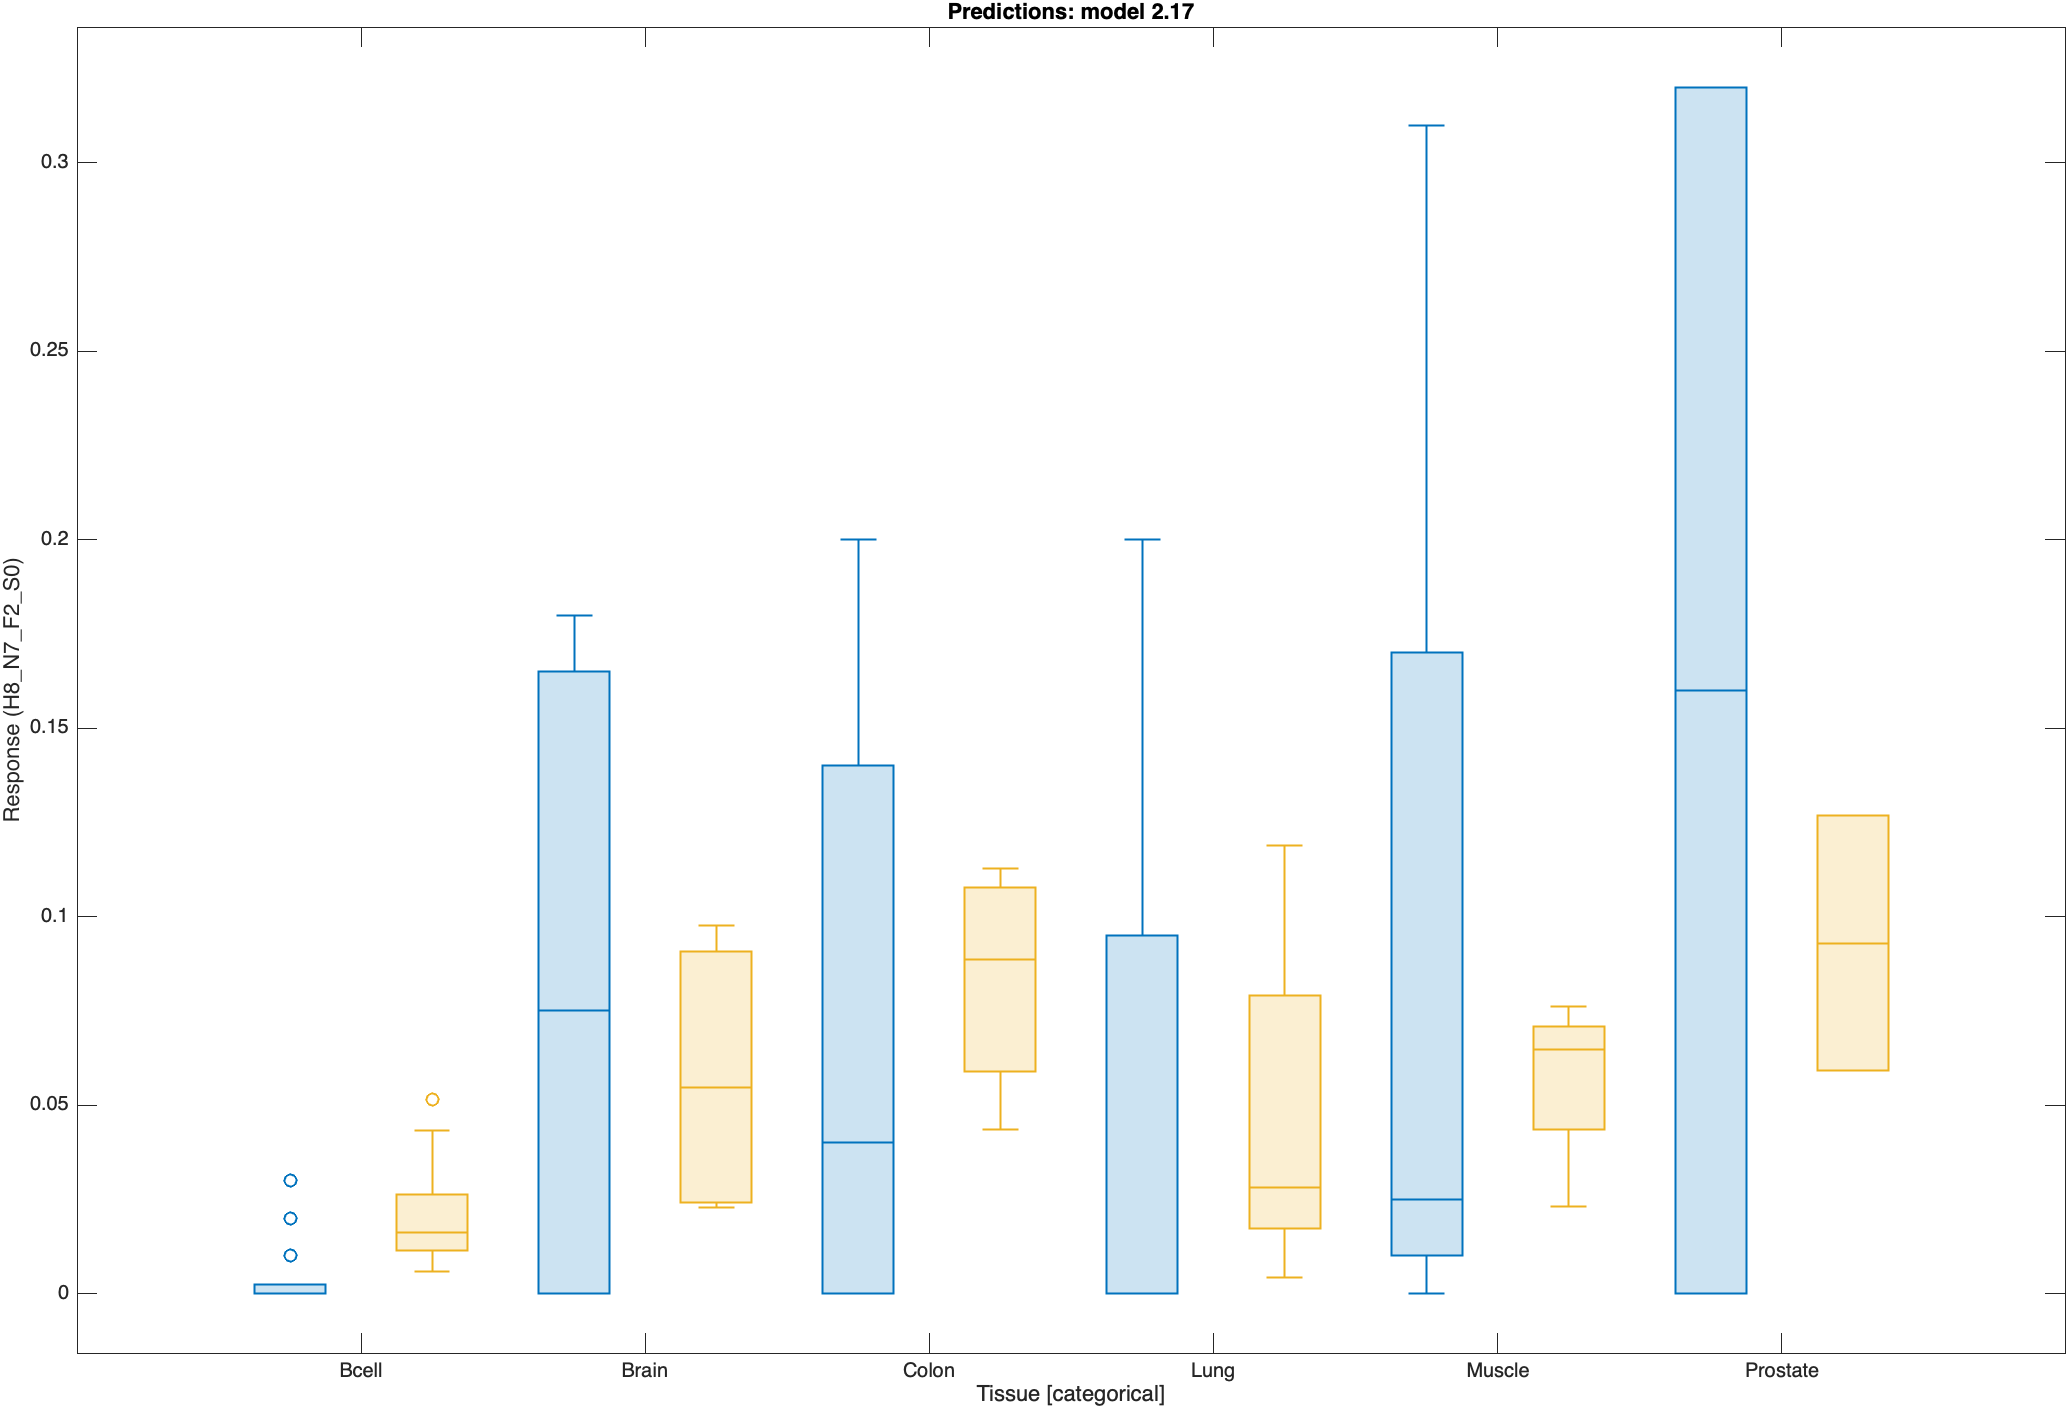 Predictions: model 2.17
Response (H8_N7_F2_S0)
0.3
0.25
0.2
0.15
0.1
0.05
0
Bcell Brain Colon Lung Muscle Prostate
Tissue [categorical]